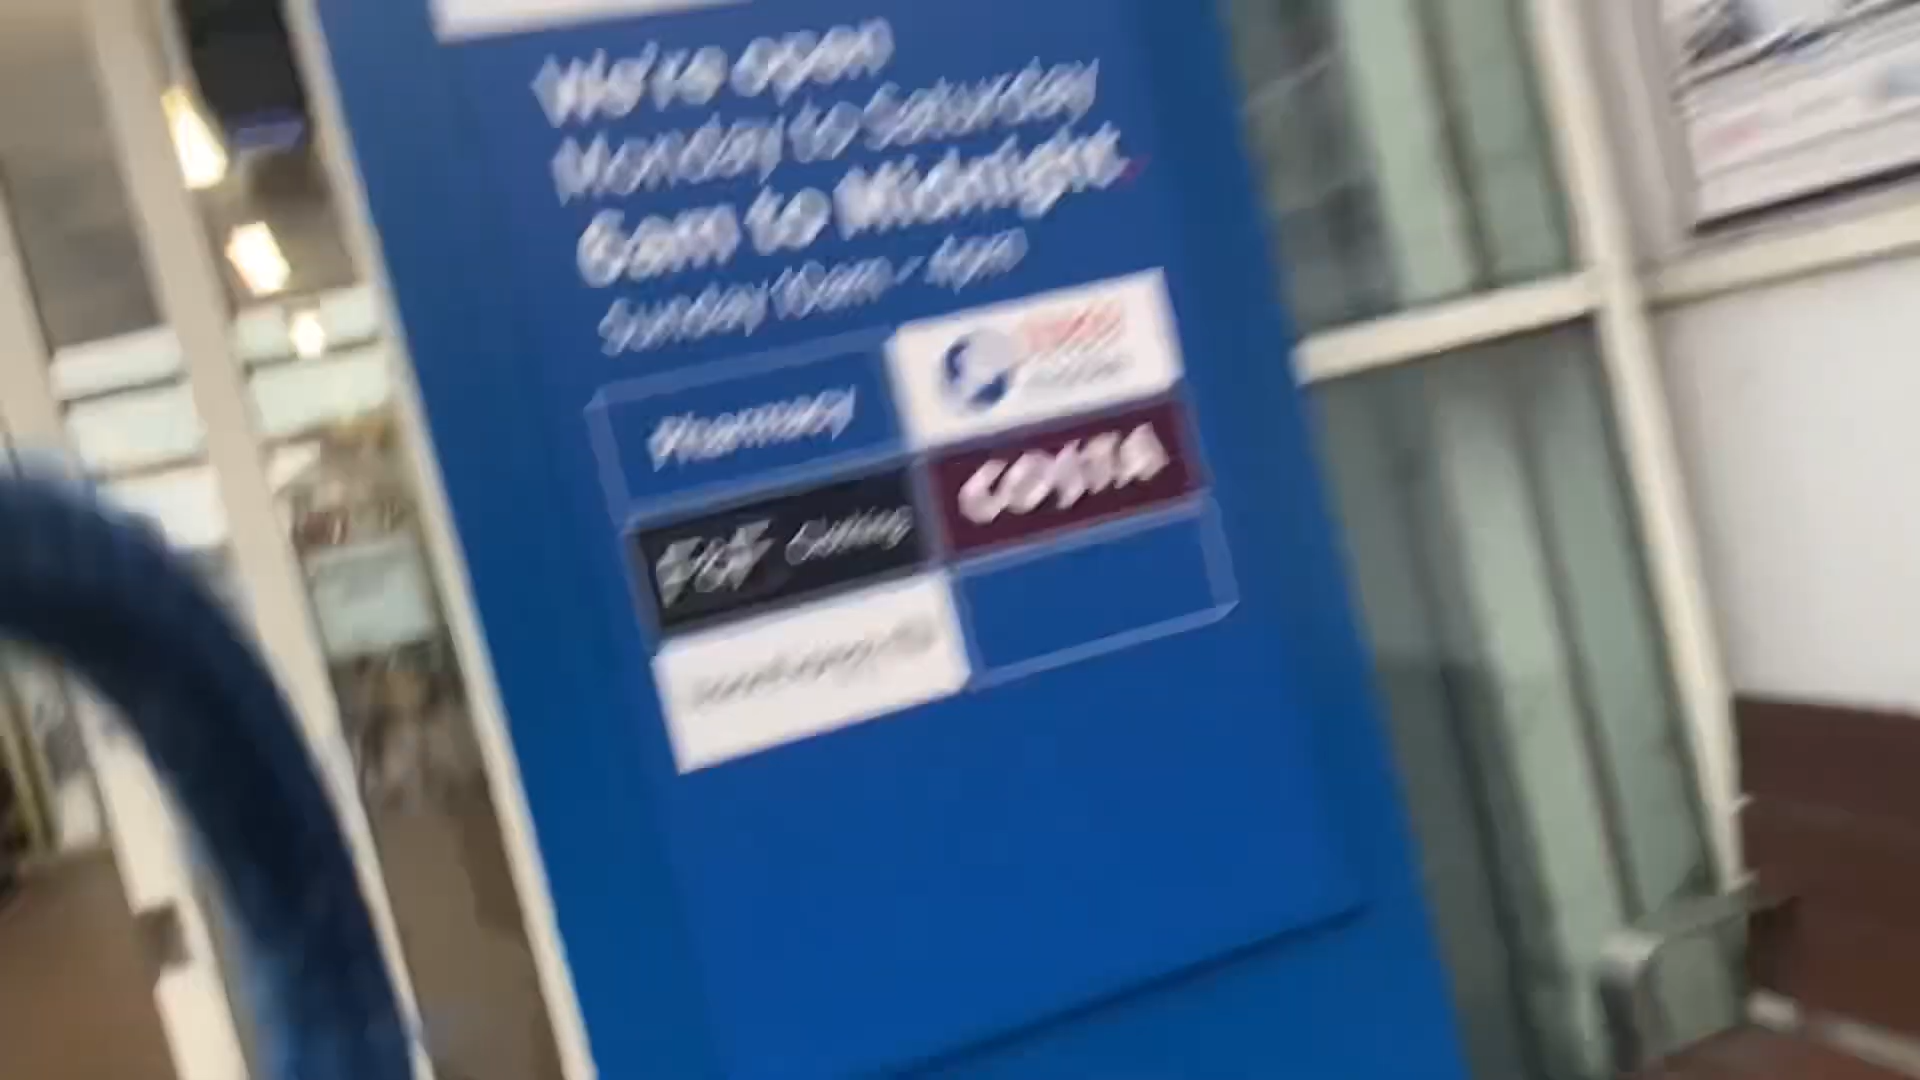 We're open
Monday to Saturday
6am to Midnight.
Sunday 10am - 4pm
Pharmacy
COSTA
F&F Clothing